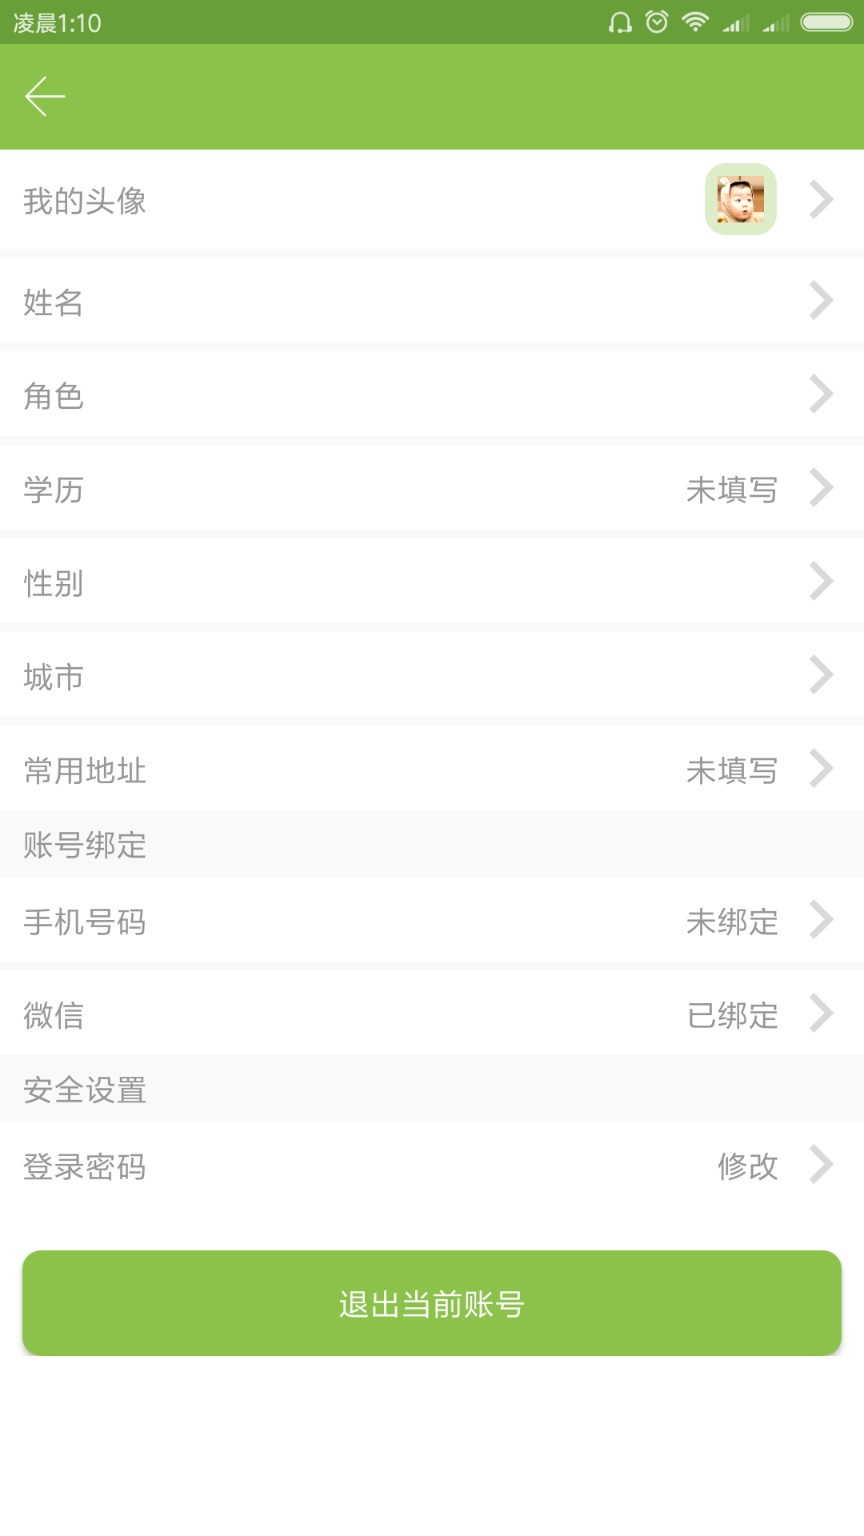 凌晨1:10
我的头像
姓名
角色
学历 未填写
性别
城市
常用地址 未填写
账号绑定
手机号码 未绑定
微信 已绑定
安全设置
登录密码 修改
退出当前账号